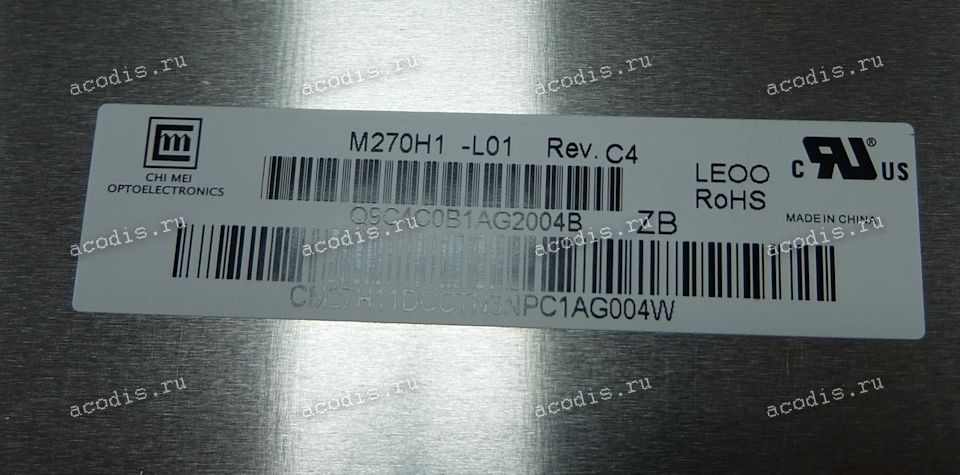 CHI MEI
OPTOELECTRONICS
M270H1 -L01 Rev. C4
Q9C4C0B1AG2004B ZB
CM27H11DCCTN3NPC1AG004W
LEOO
RoHS
C RU® US
MADE IN CHINA
acodis.ru
acodis.ru
acodis.ru
acodis.ru
acodis.ru
acodis.ru
acodis.ru
acodis.ru
acodis.ru
acodis.ru
acodis.ru
acodis.ru